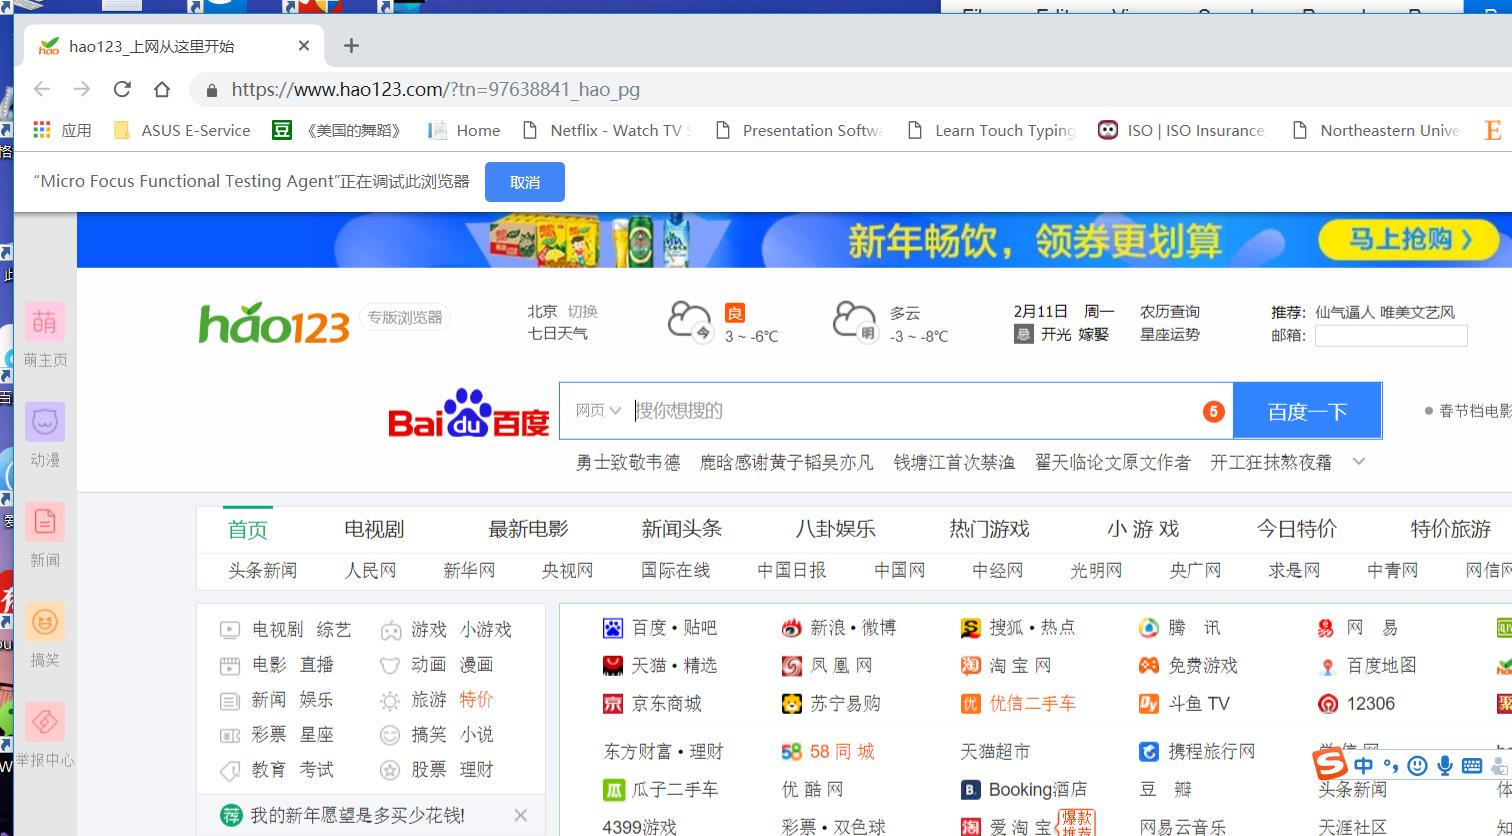 hao123_上网从这里开始
https://www.hao123.com/?tn=97638841_hao_pg
应用 ASUS E-Service 豆 《美国的舞蹈》 Home Netflix - Watch TV Presentation Softwa Learn Touch Typing ISO | ISO Insurance, Northeastern Unive E
“Micro Focus Functional Testing Agent”正在调试此浏览器 取消
新年畅饮，领券更划算 马上抢购
hao123 专版浏览器
北京 切换
七日天气
今 良
3 ~ -6℃
明 多云
-3 ~ -8℃
2月11日 周一 农历查询
忌 开光 嫁娶 星座运势
推荐: 仙气逼人 唯美文艺风
邮箱:
萌
萌主页
动漫
新闻
搞笑
举报中心
Bai du 百度 网页 搜你想搜的 5 百度一下
春节档电影
勇士致敬韦德 鹿晗感谢黄子韬吴亦凡 钱塘江首次禁渔 翟天临论文原文作者 开工狂抹熬夜霜
首页 电视剧 最新电影 新闻头条 八卦娱乐 热门游戏 小 游 戏 今日特价 特价旅游
头条新闻 人民网 新华网 央视网 国际在线 中国日报 中国网 中经网 光明网 央广网 求是网 中青网 网信网
电视剧 综艺 游戏 小游戏
电影 直播 动画 漫画
新闻 娱乐 旅游 特价
彩票 星座 搞笑 小说
教育 考试 股票 理财
荐 我的新年愿望是多买少花钱!
百度 • 贴吧 新浪 • 微博 搜狐 • 热点 腾 讯 网 易
天猫 • 精选 凤 凰 网 淘 淘 宝 网 免费游戏 百度地图
京 京东商城 苏宁易购 优 优信二手车 斗鱼 TV 12306 聚
东方财富 • 理财 58 58 同 城 天猫超市 携程旅行网
瓜子二手车 优 酷 网 B. Booking酒店 豆 瓣 头条新闻
4399游戏 彩票 • 双色球 淘 爱 淘 宝 爆款推荐 网易云音乐 天涯社区
S 中